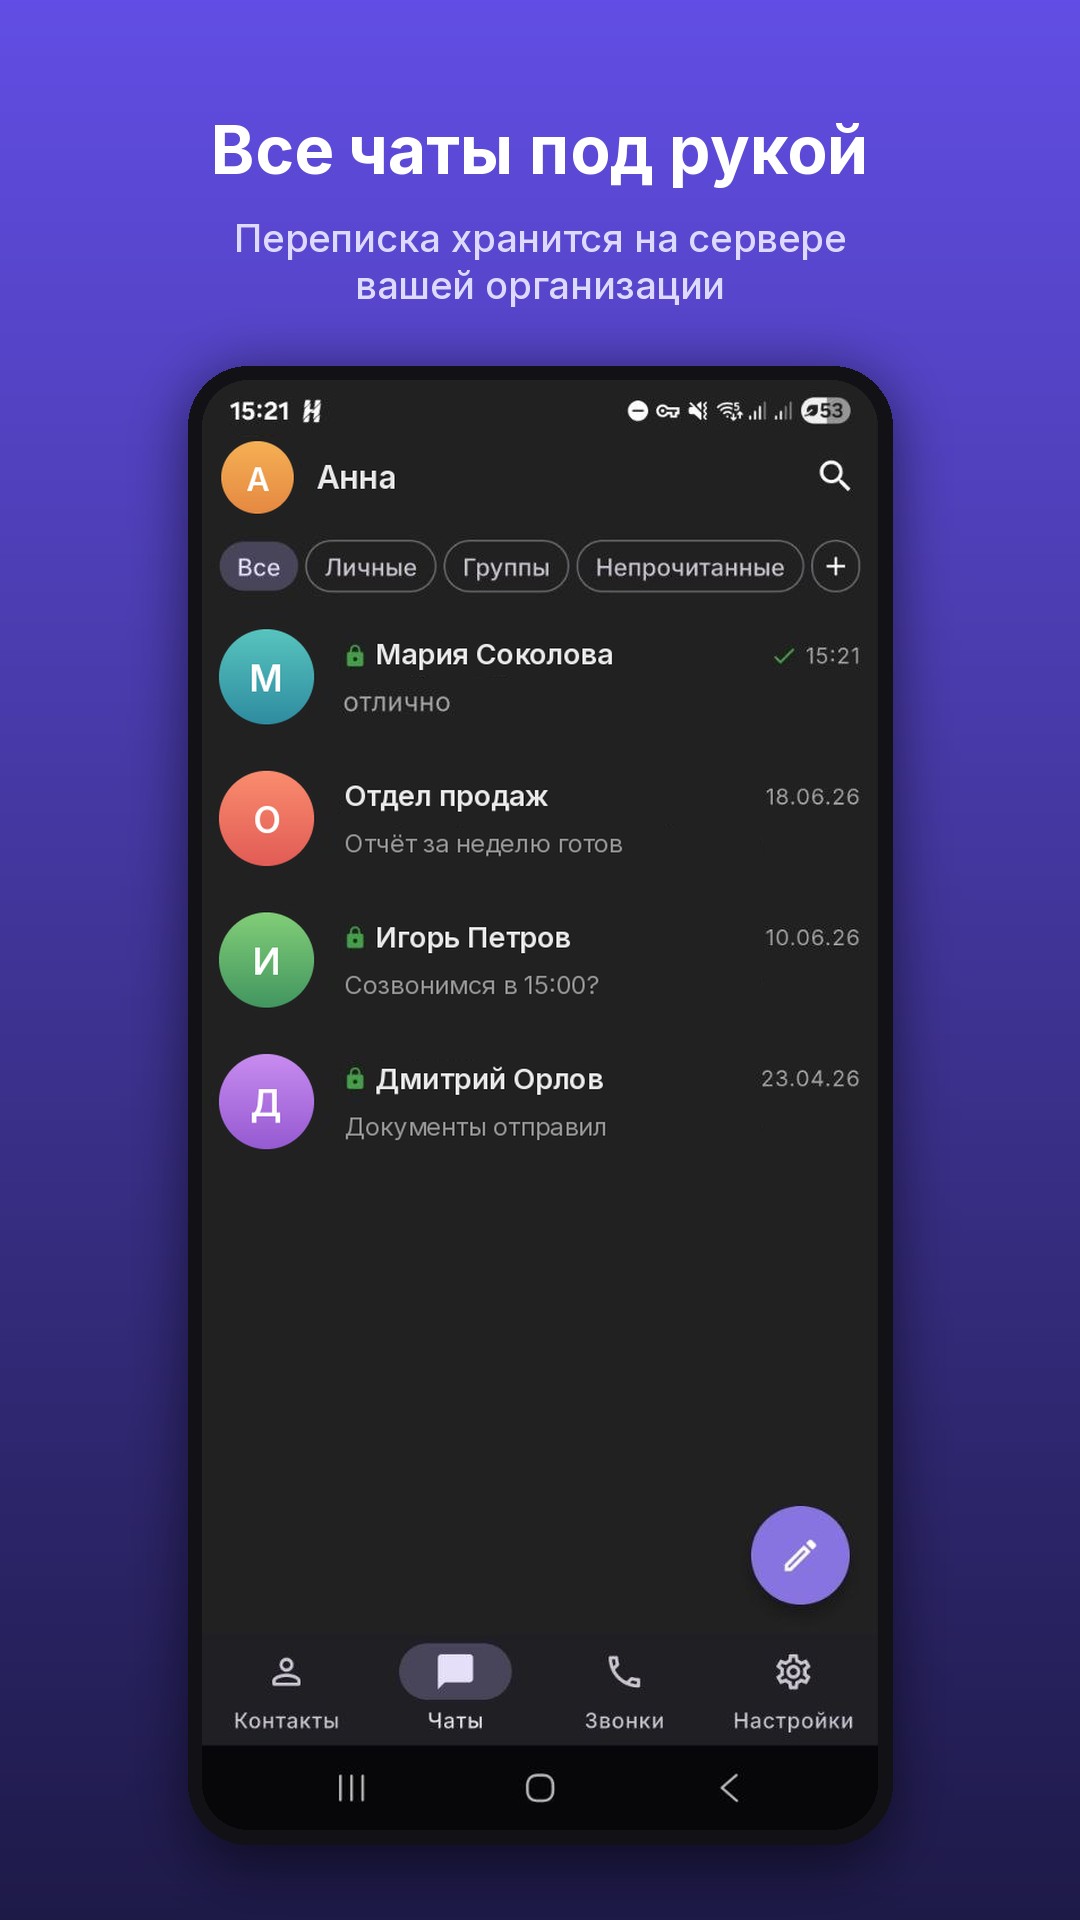 Все чаты под рукой
Переписка хранится на сервере
вашей организации
15:21
53
А
Анна
Все
Личные
Группы
Непрочитанные
+
М
Мария Соколова
15:21
отлично
О
Отдел продаж
18.06.26
Отчёт за неделю готов
И
Игорь Петров
10.06.26
Созвонимся в 15:00?
Д
Дмитрий Орлов
23.04.26
Документы отправил
Контакты
Чаты
Звонки
Настройки